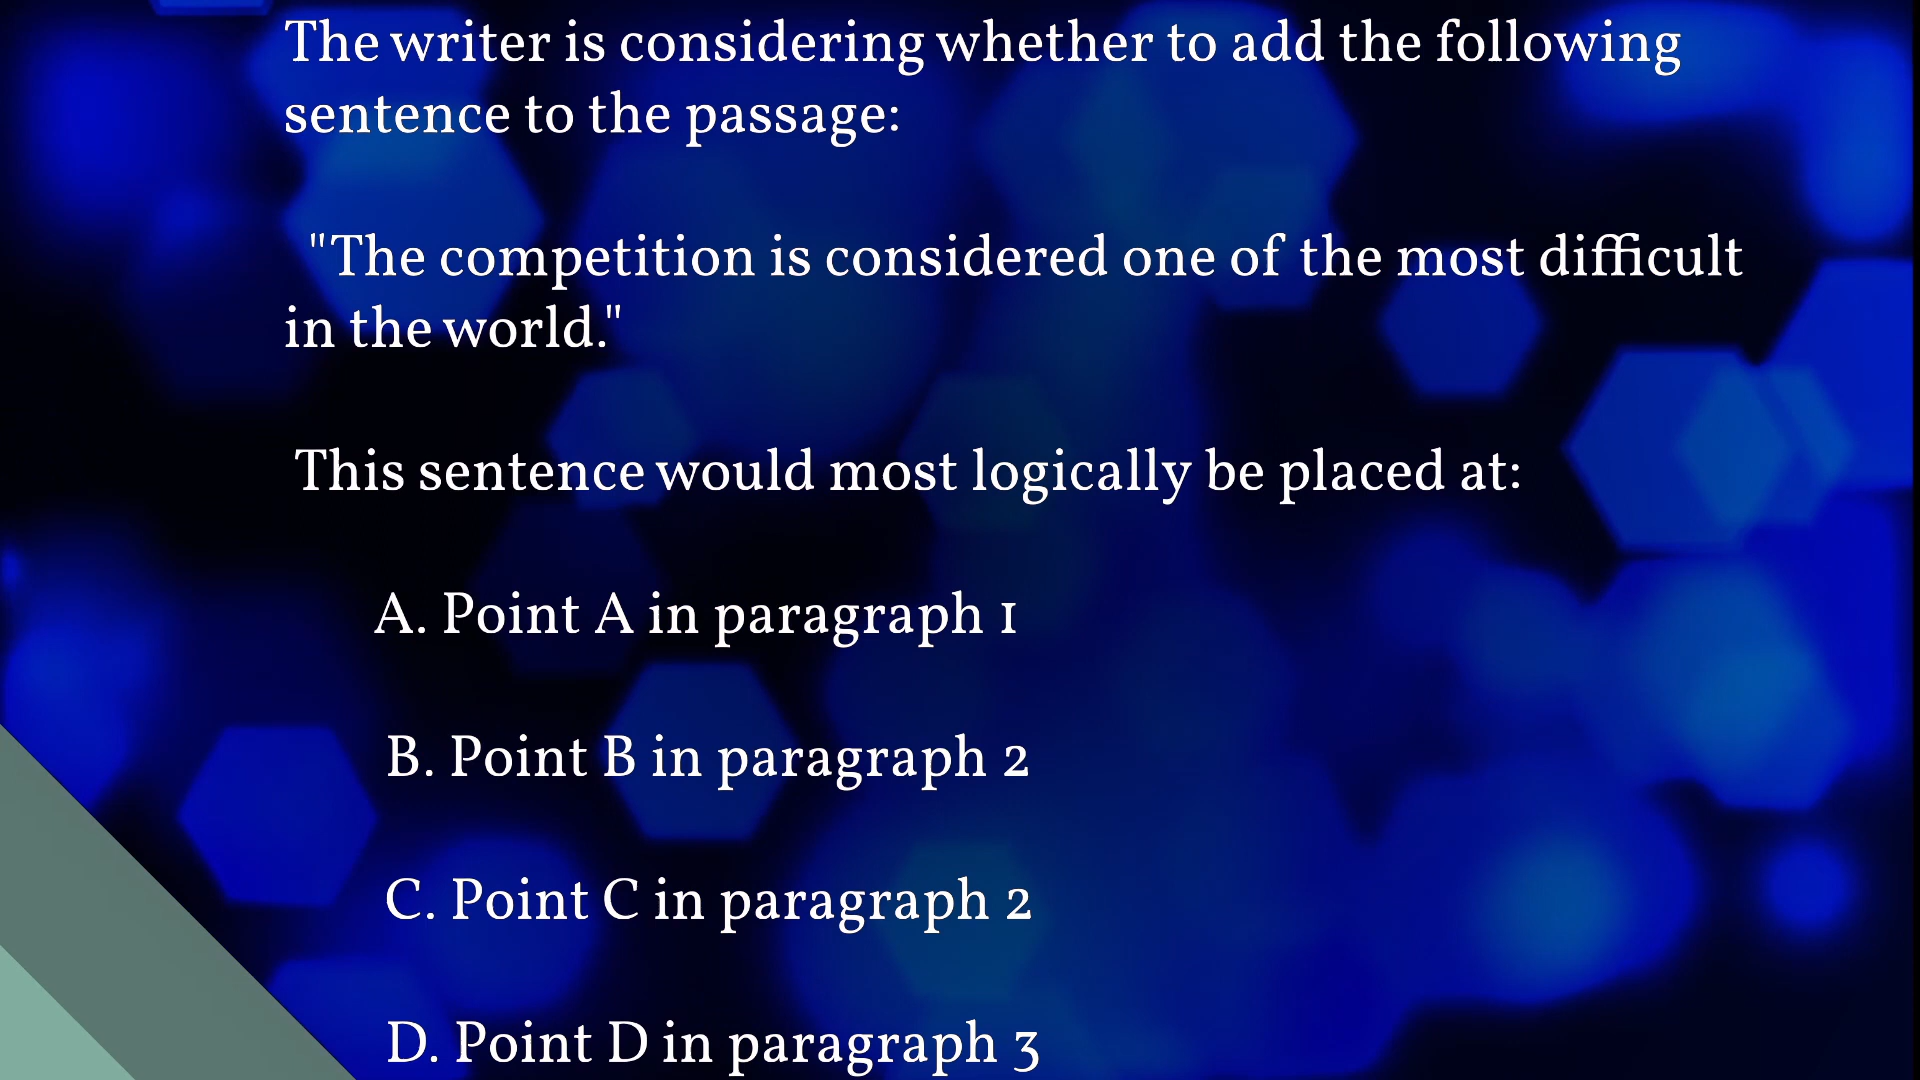 The writer is considering whether to add the following
sentence to the passage:
"The competition is considered one of the most difficult
in the world."
This sentence would most logically be placed at:
A. Point A in paragraph 1
B. Point B in paragraph 2
C. Point C in paragraph 2
D. Point D in paragraph 3